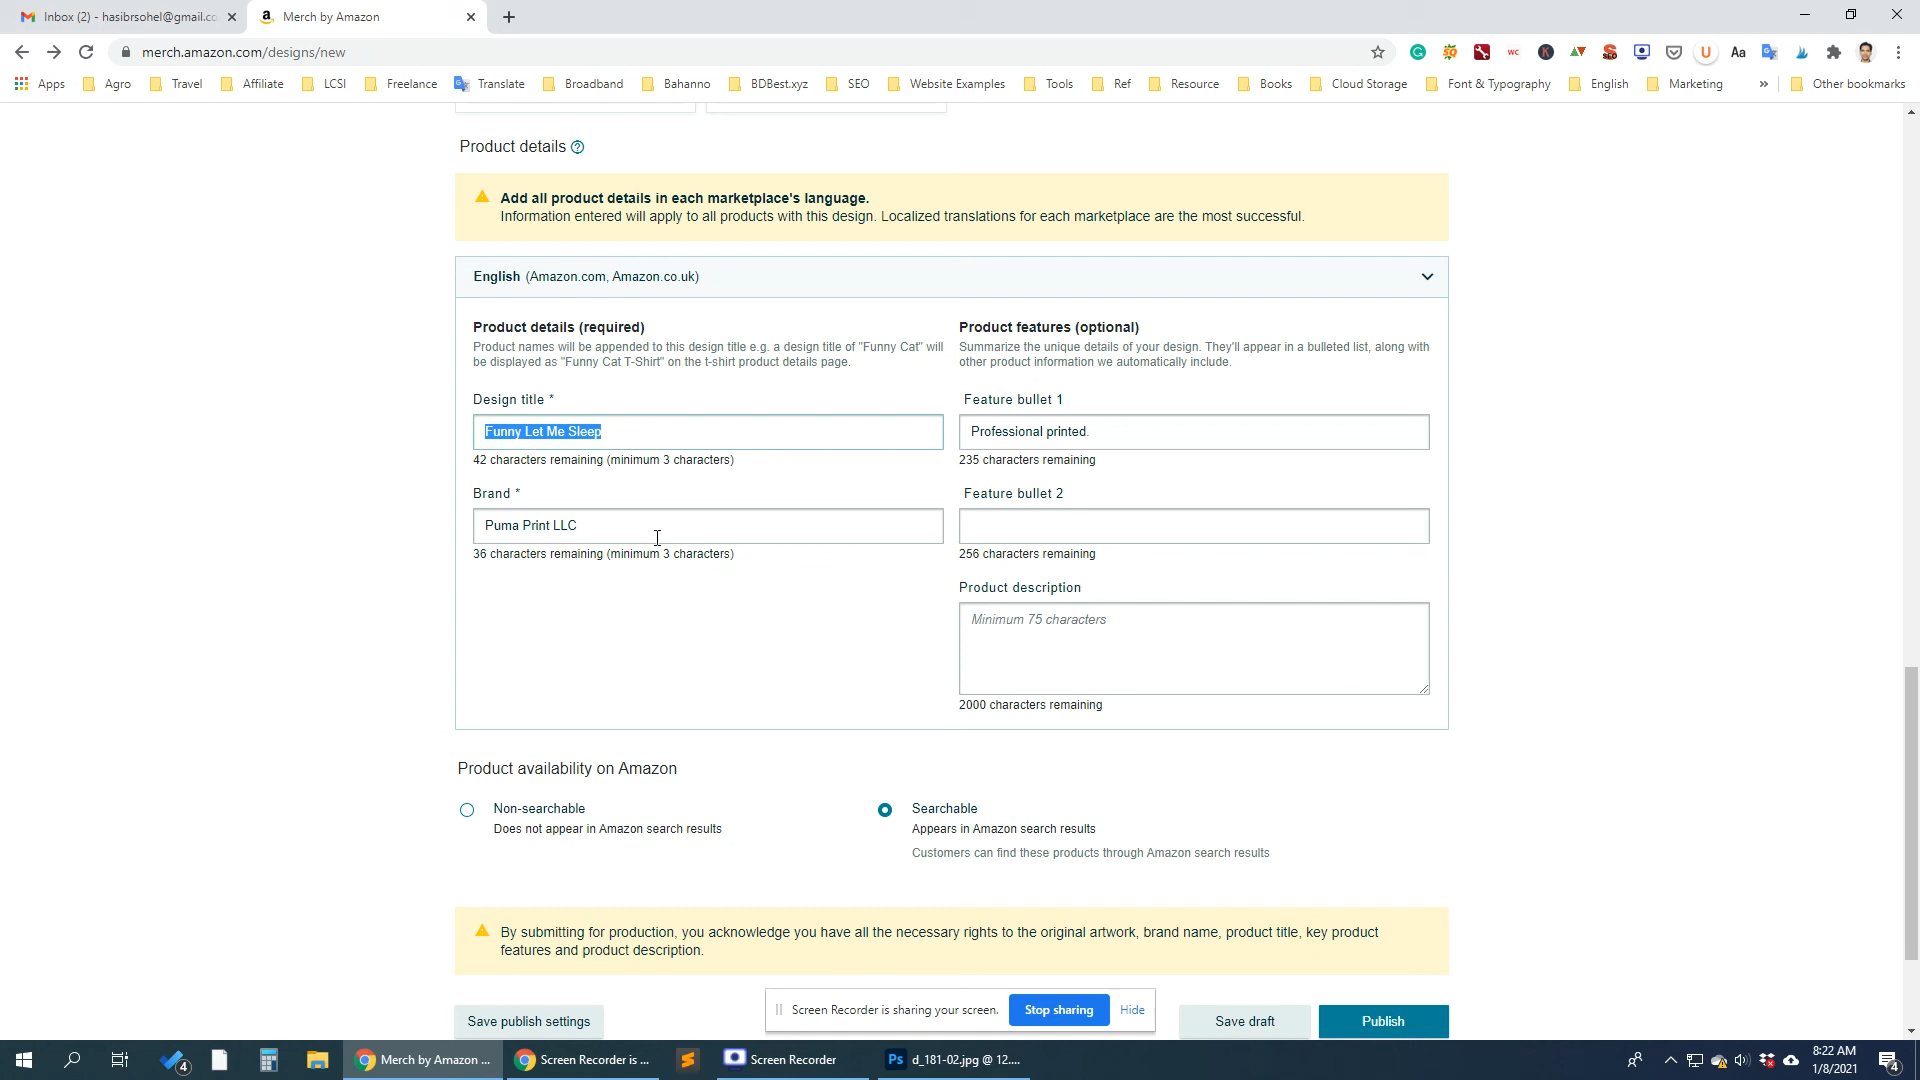 Inbox (2) - hasibrsohel@gmail.co
Merch by Amazon
merch.amazon.com/designs/new
Apps
Agro
Travel
Affiliate
LCSI
Freelance
Translate
Broadband
Bahanno
BDBest.xyz
SEO
Website Examples
Tools
Ref
Resource
Books
Cloud Storage
Font & Typography
English
Marketing
»
Other bookmarks
Product details
Add all product details in each marketplace's language.
Information entered will apply to all products with this design. Localized translations for each marketplace are the most successful.
English (Amazon.com, Amazon.co.uk)
Product details (required)
Product names will be appended to this design title e.g. a design title of "Funny Cat" will
be displayed as "Funny Cat T-Shirt" on the t-shirt product details page.
Design title *
Funny Let Me Sleep
42 characters remaining (minimum 3 characters)
Brand *
Puma Print LLC
36 characters remaining (minimum 3 characters)
Product features (optional)
Summarize the unique details of your design. They'll appear in a bulleted list, along with
other product information we automatically include.
Feature bullet 1
Professional printed.
235 characters remaining
Feature bullet 2
256 characters remaining
Product description
Minimum 75 characters
2000 characters remaining
Product availability on Amazon
Non-searchable
Does not appear in Amazon search results
Searchable
Appears in Amazon search results
Customers can find these products through Amazon search results
By submitting for production, you acknowledge you have all the necessary rights to the original artwork, brand name, product title, key product
features and product description.
Save publish settings
Screen Recorder is sharing your screen.
Stop sharing
Hide
Save draft
Publish
4
Merch by Amazon ...
Screen Recorder is ...
Screen Recorder
Ps
d_181-02.jpg @ 12....
8:22 AM
1/8/2021
4